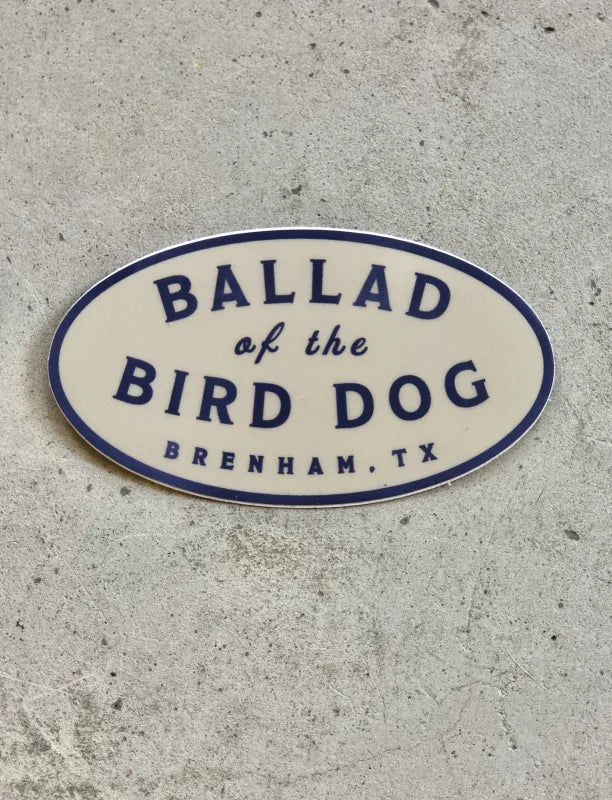 BALLAD
of the
BIRD DOG
BRENHAM, TX